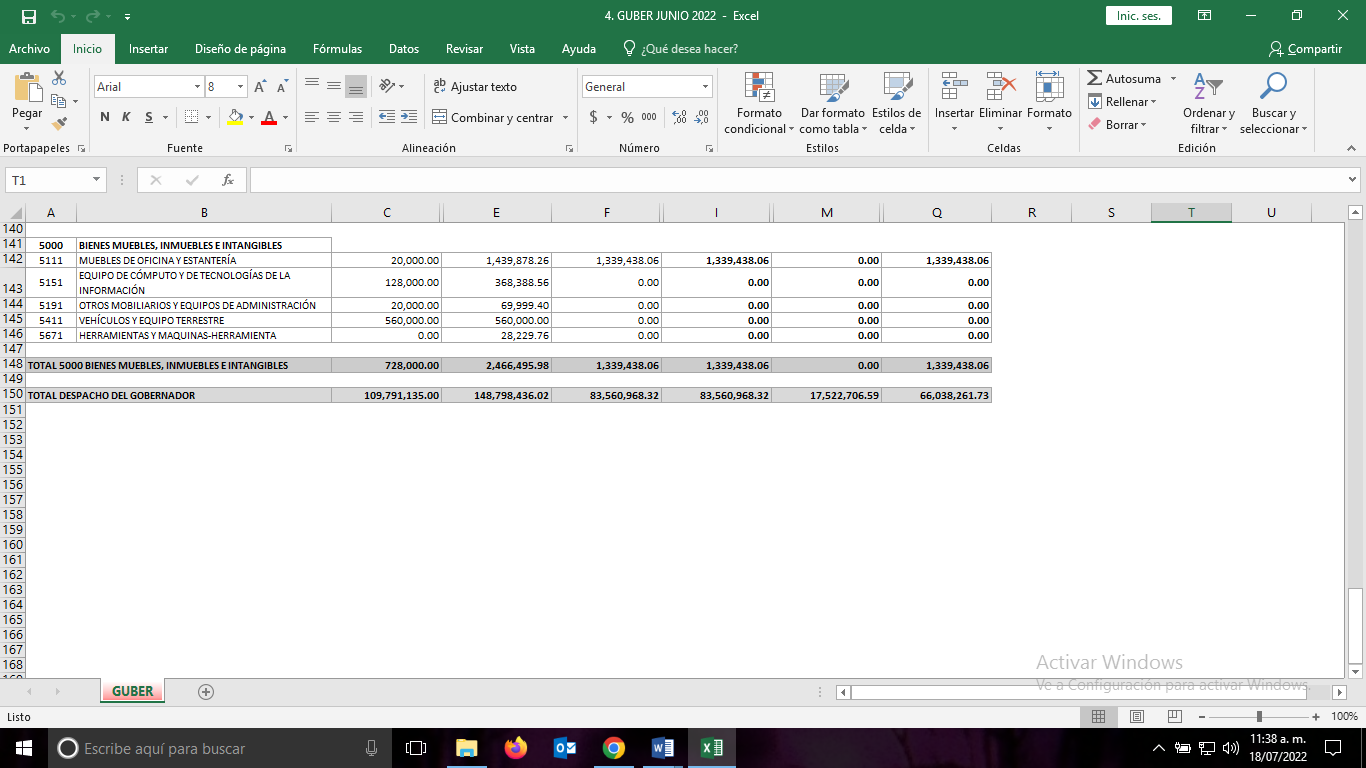 4. GUBER JUNIO 2022 - Excel
Inic. ses.
Archivo Inicio Insertar Diseño de página Fórmulas Datos Revisar Vista Ayuda ¿Qué desea hacer? Compartir
Pegar
Portapapeles
Arial 8 A A
N K S A
Fuente
ab Ajustar texto
Combinar y centrar
Alineación
General
$ % 000
Número
Formato condicional
Dar formato como tabla
Estilos de celda
Estilos
Insertar Eliminar Formato
Celdas
Autosuma
Rellenar
Borrar
Ordenar y filtrar
Buscar y seleccionar
Edición
T1 fx
A B C E F I M Q R S T U
140
141 5000 BIENES MUEBLES, INMUEBLES E INTANGIBLES
142 5111 MUEBLES DE OFICINA Y ESTANTERÍA 20,000.00 1,439,878.26 1,339,438.06 1,339,438.06 0.00 1,339,438.06
143 5151 EQUIPO DE CÓMPUTO Y DE TECNOLOGÍAS DE LA
INFORMACIÓN 128,000.00 368,388.56 0.00 0.00 0.00 0.00
144 5191 OTROS MOBILIARIOS Y EQUIPOS DE ADMINISTRACIÓN 20,000.00 69,999.40 0.00 0.00 0.00 0.00
145 5411 VEHÍCULOS Y EQUIPO TERRESTRE 560,000.00 560,000.00 0.00 0.00 0.00 0.00
146 5671 HERRAMIENTAS Y MAQUINAS-HERRAMIENTA 0.00 28,229.76 0.00 0.00 0.00 0.00
147
148 TOTAL 5000 BIENES MUEBLES, INMUEBLES E INTANGIBLES 728,000.00 2,466,495.98 1,339,438.06 1,339,438.06 0.00 1,339,438.06
149
150 TOTAL DESPACHO DEL GOBERNADOR 109,791,135.00 148,798,436.02 83,560,968.32 83,560,968.32 17,522,706.59 66,038,261.73
151
152
153
154
155
156
157
158
159
160
161
162
163
164
165
166
167
168
Activar Windows
Ve a Configuración para activar Windows.
GUBER
Listo
100%
Escribe aquí para buscar
11:38 a. m.
18/07/2022